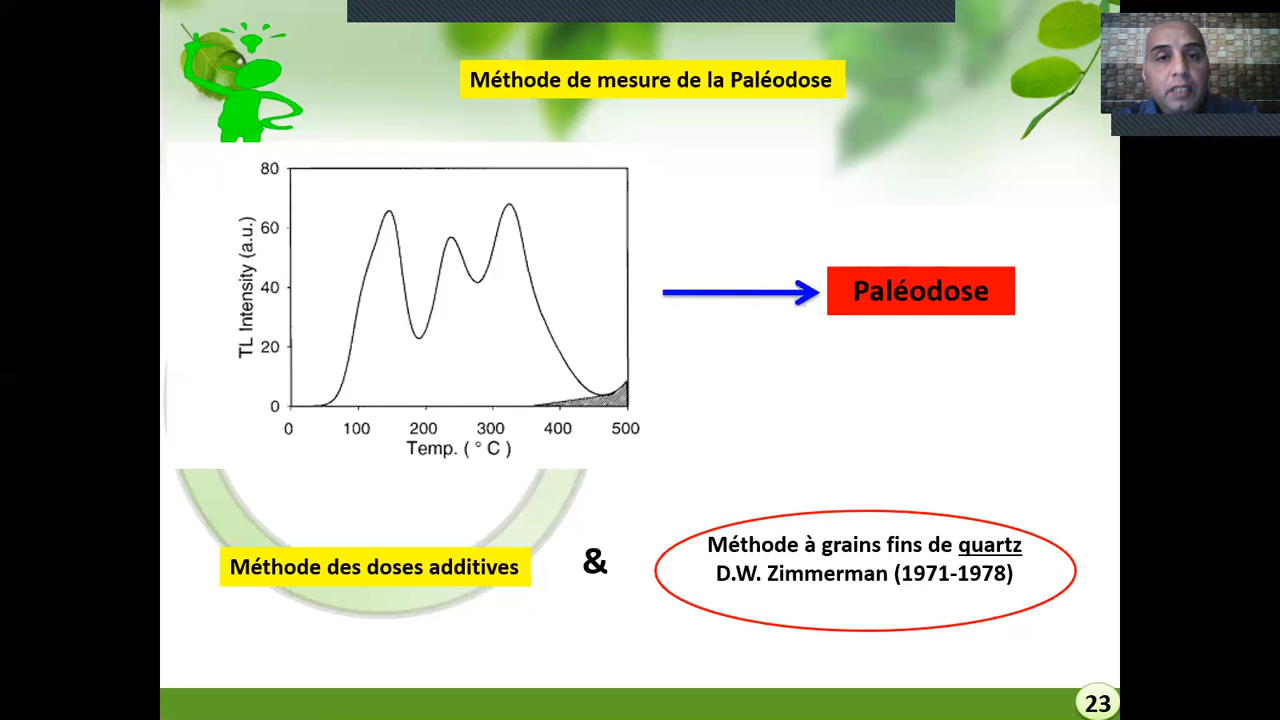 Méthode de mesure de la Paléodose
80
60
40
20
0
TL Intensity (a.u.)
0 100 200 300 400 500
Temp. ( ° C )
Paléodose
Méthode des doses additives
&
Méthode à grains fins de quartz
D.W. Zimmerman (1971-1978)
23